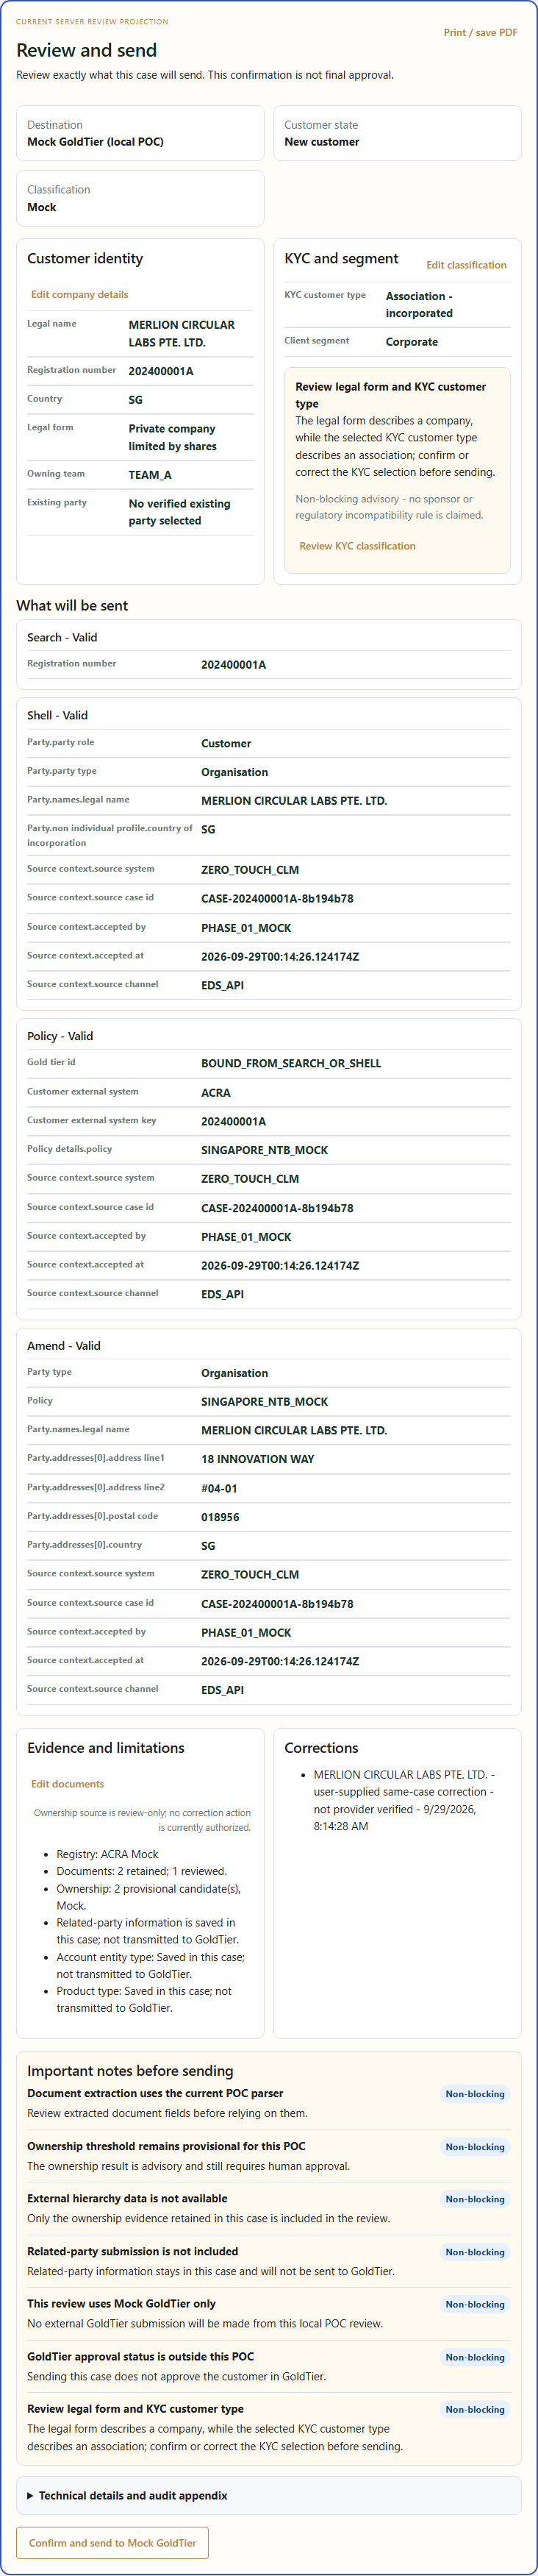 CURRENT SERVER REVIEW PROJECTION
Print / save PDF
Review and send
Review exactly what this case will send. This confirmation is not final approval.
Destination
Mock GoldTier (local POC)
Customer state
New customer
Classification
Mock
Customer identity
Edit company details
Legal name
MERLION CIRCULAR
LABS PTE. LTD.
Registration number
202400001A
Country
SG
Legal form
Private company
limited by shares
Owning team
TEAM_A
Existing party
No verified existing
party selected
KYC and segment
Edit classification
KYC customer type
Association -
incorporated
Client segment
Corporate
Review legal form and KYC customer
type
The legal form describes a company,
while the selected KYC customer type
describes an association; confirm or
correct the KYC selection before sending.
Non-blocking advisory - no sponsor or
regulatory incompatibility rule is claimed.
Review KYC classification
What will be sent
Search - Valid
Registration number
202400001A
Shell - Valid
Party.party role
Customer
Party.party type
Organisation
Party.names.legal name
MERLION CIRCULAR LABS PTE. LTD.
Party.non individual profile.country of
incorporation
SG
Source context.source system
ZERO_TOUCH_CLM
Source context.source case id
CASE-202400001A-8b194b78
Source context.accepted by
PHASE_01_MOCK
Source context.accepted at
2026-09-29T00:14:26.124174Z
Source context.source channel
EDS_API
Policy - Valid
Gold tier id
BOUND_FROM_SEARCH_OR_SHELL
Customer external system
ACRA
Customer external system key
202400001A
Policy details.policy
SINGAPORE_NTB_MOCK
Source context.source system
ZERO_TOUCH_CLM
Source context.source case id
CASE-202400001A-8b194b78
Source context.accepted by
PHASE_01_MOCK
Source context.accepted at
2026-09-29T00:14:26.124174Z
Source context.source channel
EDS_API
Amend - Valid
Party type
Organisation
Policy
SINGAPORE_NTB_MOCK
Party.names.legal name
MERLION CIRCULAR LABS PTE. LTD.
Party.addresses[0].address line1
18 INNOVATION WAY
Party.addresses[0].address line2
#04-01
Party.addresses[0].postal code
018956
Party.addresses[0].country
SG
Source context.source system
ZERO_TOUCH_CLM
Source context.source case id
CASE-202400001A-8b194b78
Source context.accepted by
PHASE_01_MOCK
Source context.accepted at
2026-09-29T00:14:26.124174Z
Source context.source channel
EDS_API
Evidence and limitations
Edit documents
Ownership source is review-only; no correction action
is currently authorized.
Registry: ACRA Mock
Documents: 2 retained; 1 reviewed.
Ownership: 2 provisional candidate(s),
Mock.
Related-party information is saved in
this case; not transmitted to GoldTier.
Account entity type: Saved in this case;
not transmitted to GoldTier.
Product type: Saved in this case; not
transmitted to GoldTier.
Corrections
MERLION CIRCULAR LABS PTE. LTD. -
user-supplied same-case correction -
not provider verified - 9/29/2026,
8:14:28 AM
Important notes before sending
Document extraction uses the current POC parser
Non-blocking
Review extracted document fields before relying on them.
Ownership threshold remains provisional for this POC
Non-blocking
The ownership result is advisory and still requires human approval.
External hierarchy data is not available
Non-blocking
Only the ownership evidence retained in this case is included in the review.
Related-party submission is not included
Non-blocking
Related-party information stays in this case and will not be sent to GoldTier.
This review uses Mock GoldTier only
Non-blocking
No external GoldTier submission will be made from this local POC review.
GoldTier approval status is outside this POC
Non-blocking
Sending this case does not approve the customer in GoldTier.
Review legal form and KYC customer type
Non-blocking
The legal form describes a company, while the selected KYC customer type
describes an association; confirm or correct the KYC selection before sending.
Technical details and audit appendix
Confirm and send to Mock GoldTier